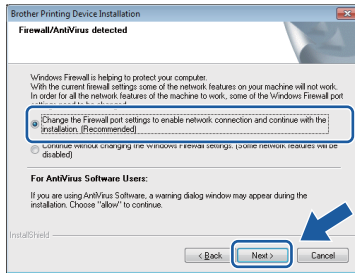 Brother Printing Device Installation
Firewall/AntiVirus detected
Windows Firewall is helping to protect your computer.
With the current firewall settings some of the network features on your machine will not work.
In order for all the network features of the machine to work, some of the Windows Firewall port
settings need to be changed.
Change the Firewall port settings to enable network connection and continue with the
installation. (Recommended)
Continue without changing the Windows Firewall settings. (Some network features will be
disabled)
For AntiVirus Software Users:
If you are using AntiVirus Software, a warning dialog window may appear during the
installation. Choose "allow" to continue.
InstallShield
< Back
Next >
Cancel